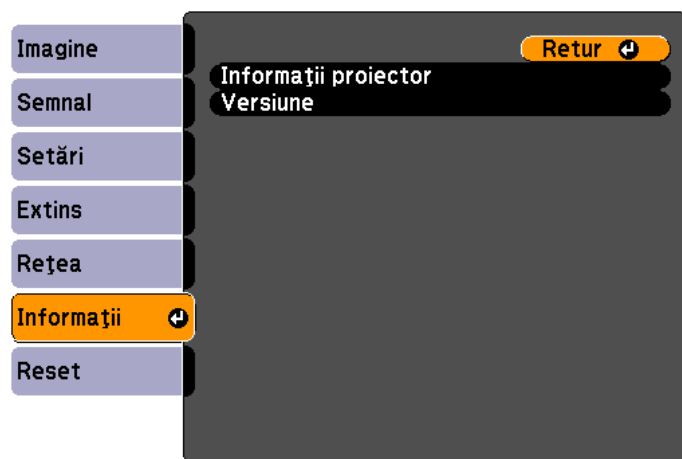 Imagine
Semnal
Setări
Extins
Reţea
Informaţii
Reset
Retur
Informaţii proiector
Versiune